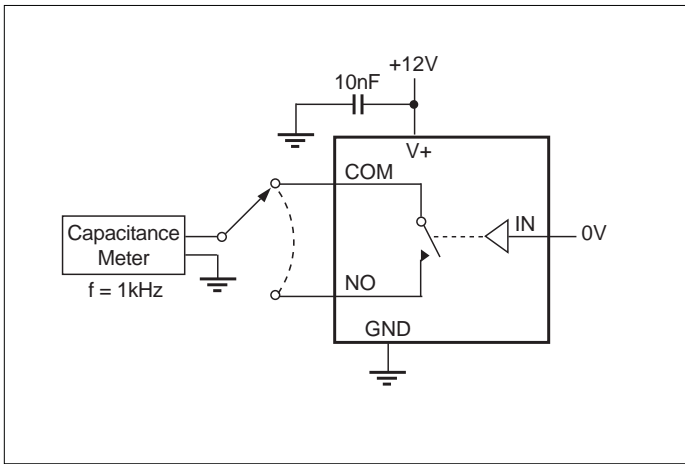 +12V
10nF
V+
COM
IN
0V
Capacitance
Meter
f = 1kHz
NO
GND